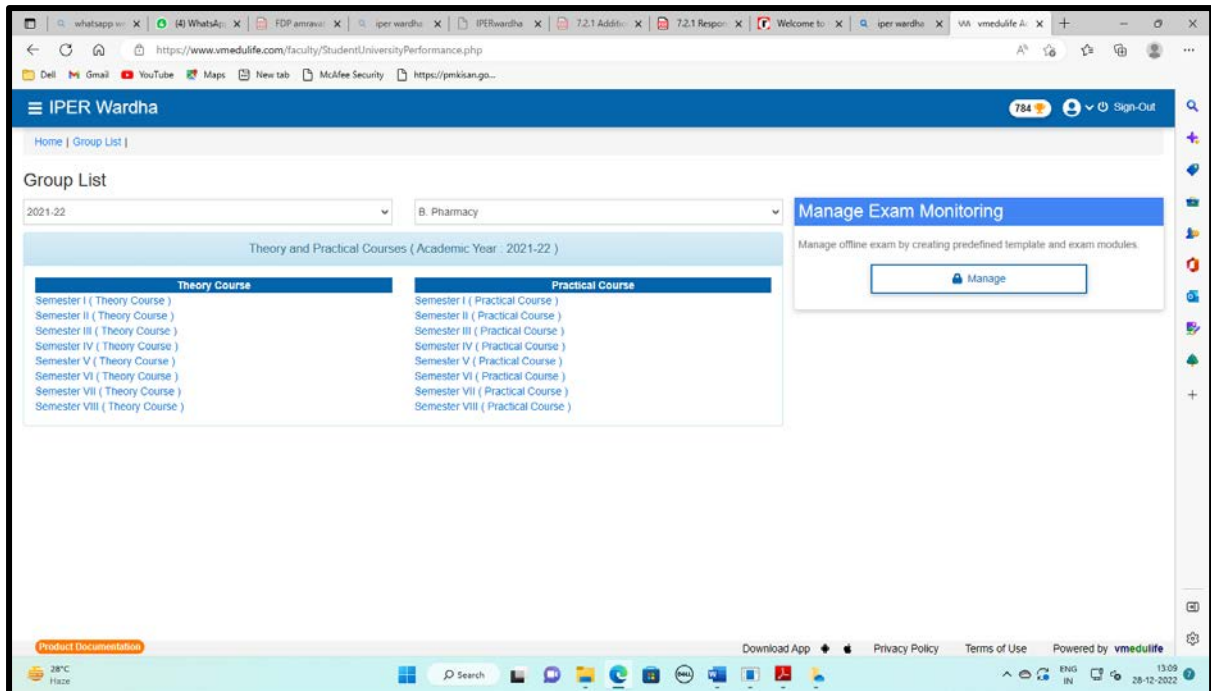 whatsapp we
(4) WhatsAp
FDP amravat
iper wardha
IPERwardha
7.2.1 Additio
7.2.1 Respon
Welcome to
iper wardha
vmedulife A
https://www.vmedulife.com/faculty/StudentUniversityPerformance.php
Dell Gmail YouTube Maps New tab McAfee Security https://pmkisan.go...
IPER Wardha
784 Sign-Out
Home | Group List |
Group List
2021-22 B. Pharmacy
Manage Exam Monitoring
Manage offline exam by creating predefined template and exam modules.
Manage
Theory and Practical Courses ( Academic Year : 2021-22 )
Theory Course
Semester I ( Theory Course )
Semester II ( Theory Course )
Semester III ( Theory Course )
Semester IV ( Theory Course )
Semester V ( Theory Course )
Semester VI ( Theory Course )
Semester VII ( Theory Course )
Semester VIII ( Theory Course )
Practical Course
Semester I ( Practical Course )
Semester II ( Practical Course )
Semester III ( Practical Course )
Semester IV ( Practical Course )
Semester V ( Practical Course )
Semester VI ( Practical Course )
Semester VII ( Practical Course )
Semester VIII ( Practical Course )
Product Documentation
Download App Privacy Policy Terms of Use Powered by vmedulife
28°C
Haze
Search
DELL
ENG
IN
13:09
28-12-2022